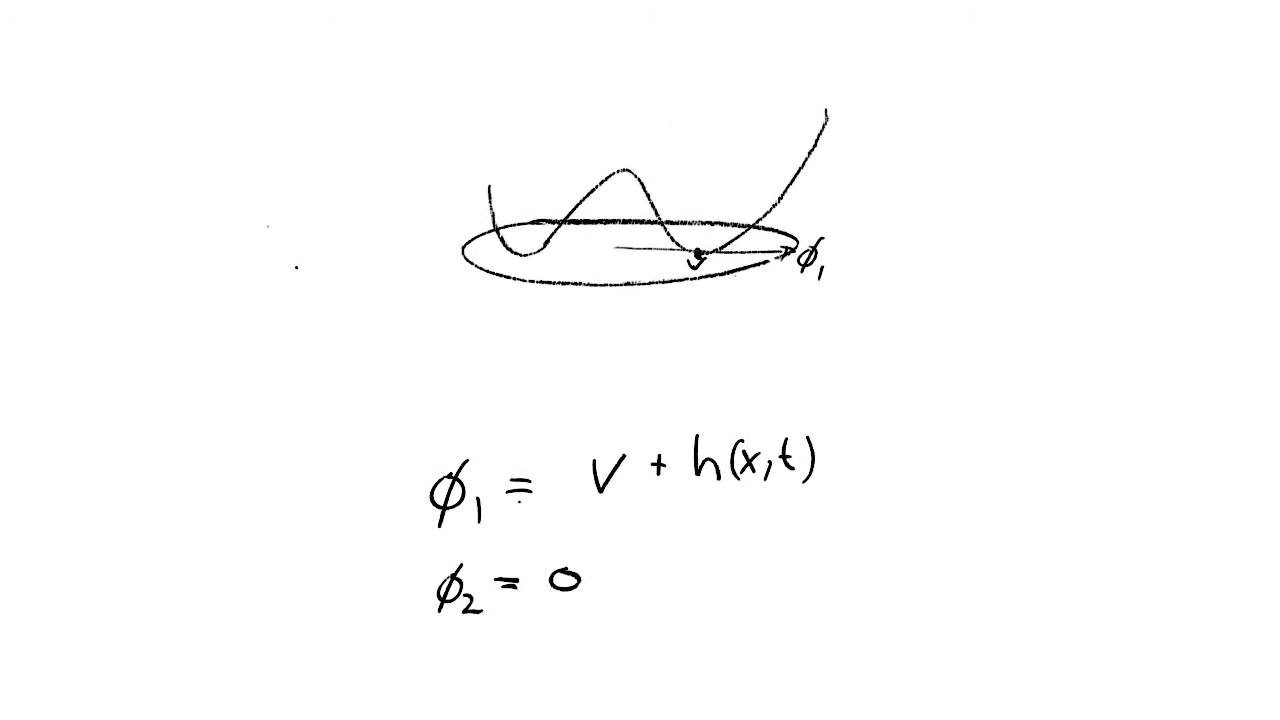 v
ϕ₁
ϕ₁ = v + h(x,t)
ϕ₂ = 0